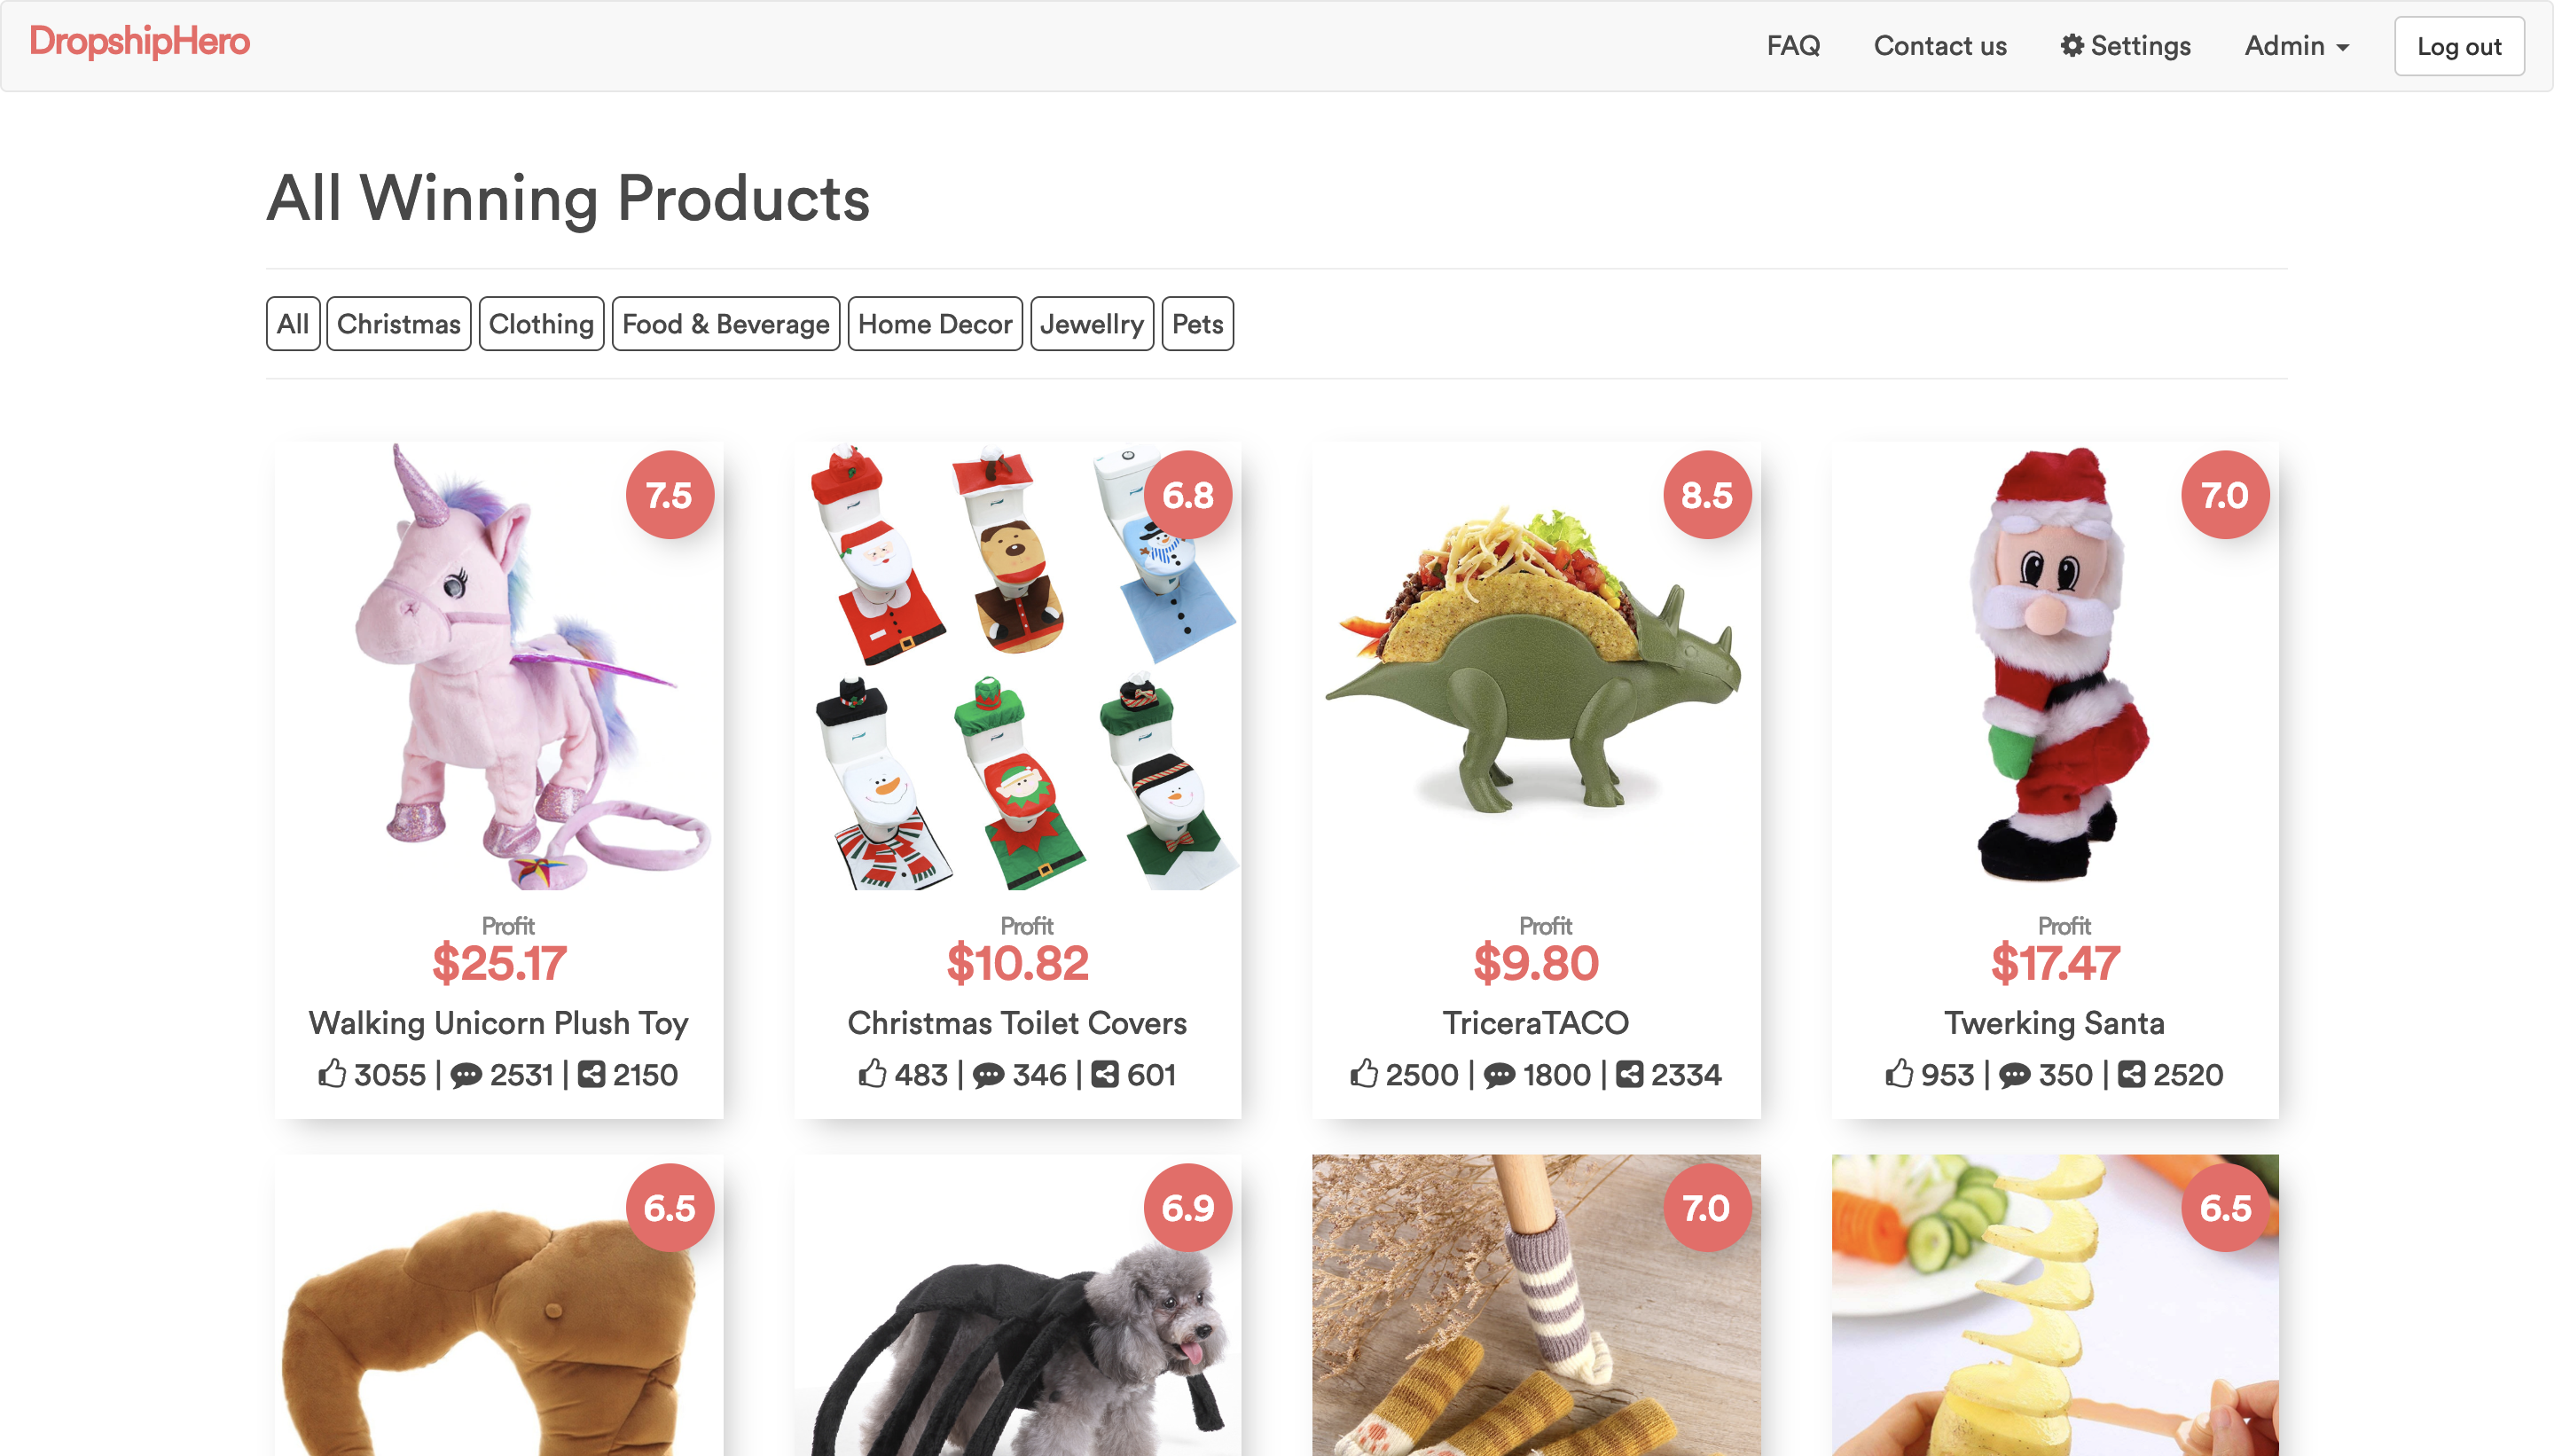 DropshipHero
FAQ
Contact us
Settings
Admin
Log out
All Winning Products
All
Christmas
Clothing
Food & Beverage
Home Decor
Jewellry
Pets
7.5
Profit
$25.17
Walking Unicorn Plush Toy
3055 | 2531 | 2150
6.8
Profit
$10.82
Christmas Toilet Covers
483 | 346 | 601
8.5
Profit
$9.80
TriceraTACO
2500 | 1800 | 2334
7.0
Profit
$17.47
Twerking Santa
953 | 350 | 2520
6.5
6.9
7.0
6.5